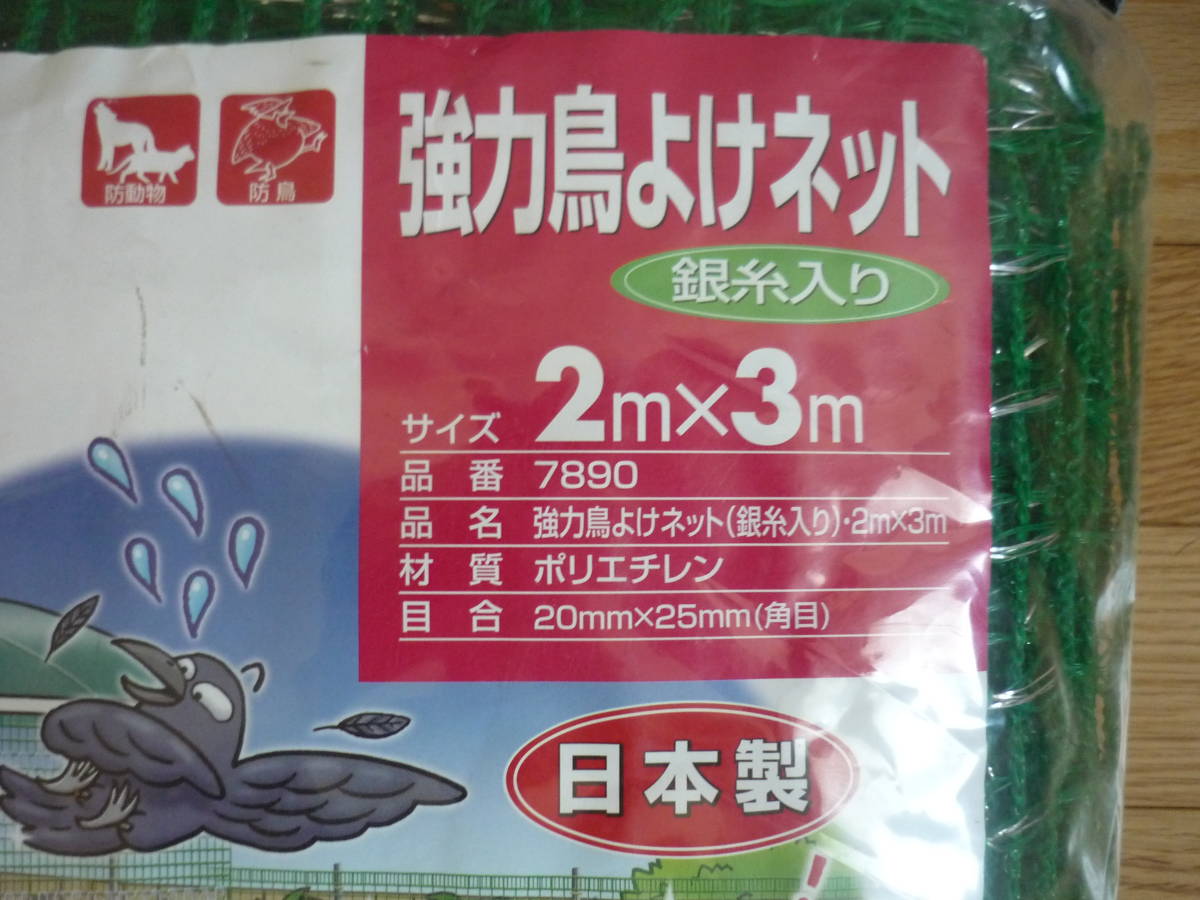 防動物
防鳥
強力鳥よけネット
銀糸入り
サイズ 2m×3m
品番 7890
品名 強力鳥よけネット(銀糸入り)・2m×3m
材質 ポリエチレン
目合 20mm×25mm(角目)
日本製
!